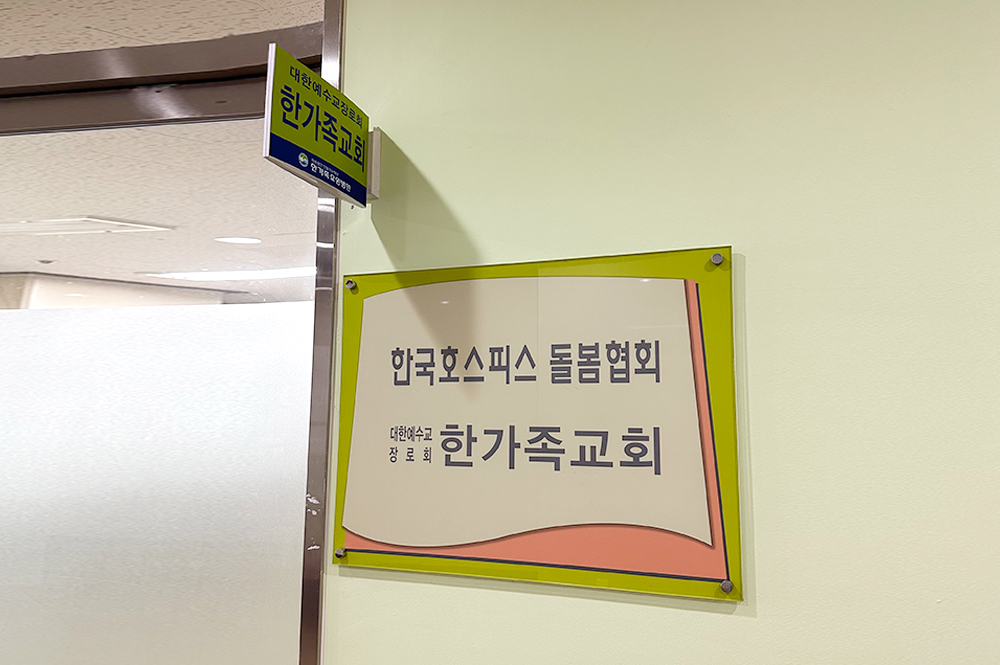 대한예수교장로회
한가족교회
한가족요양병원
한국호스피스 돌봄협회
대한예수교
장로회
한가족교회